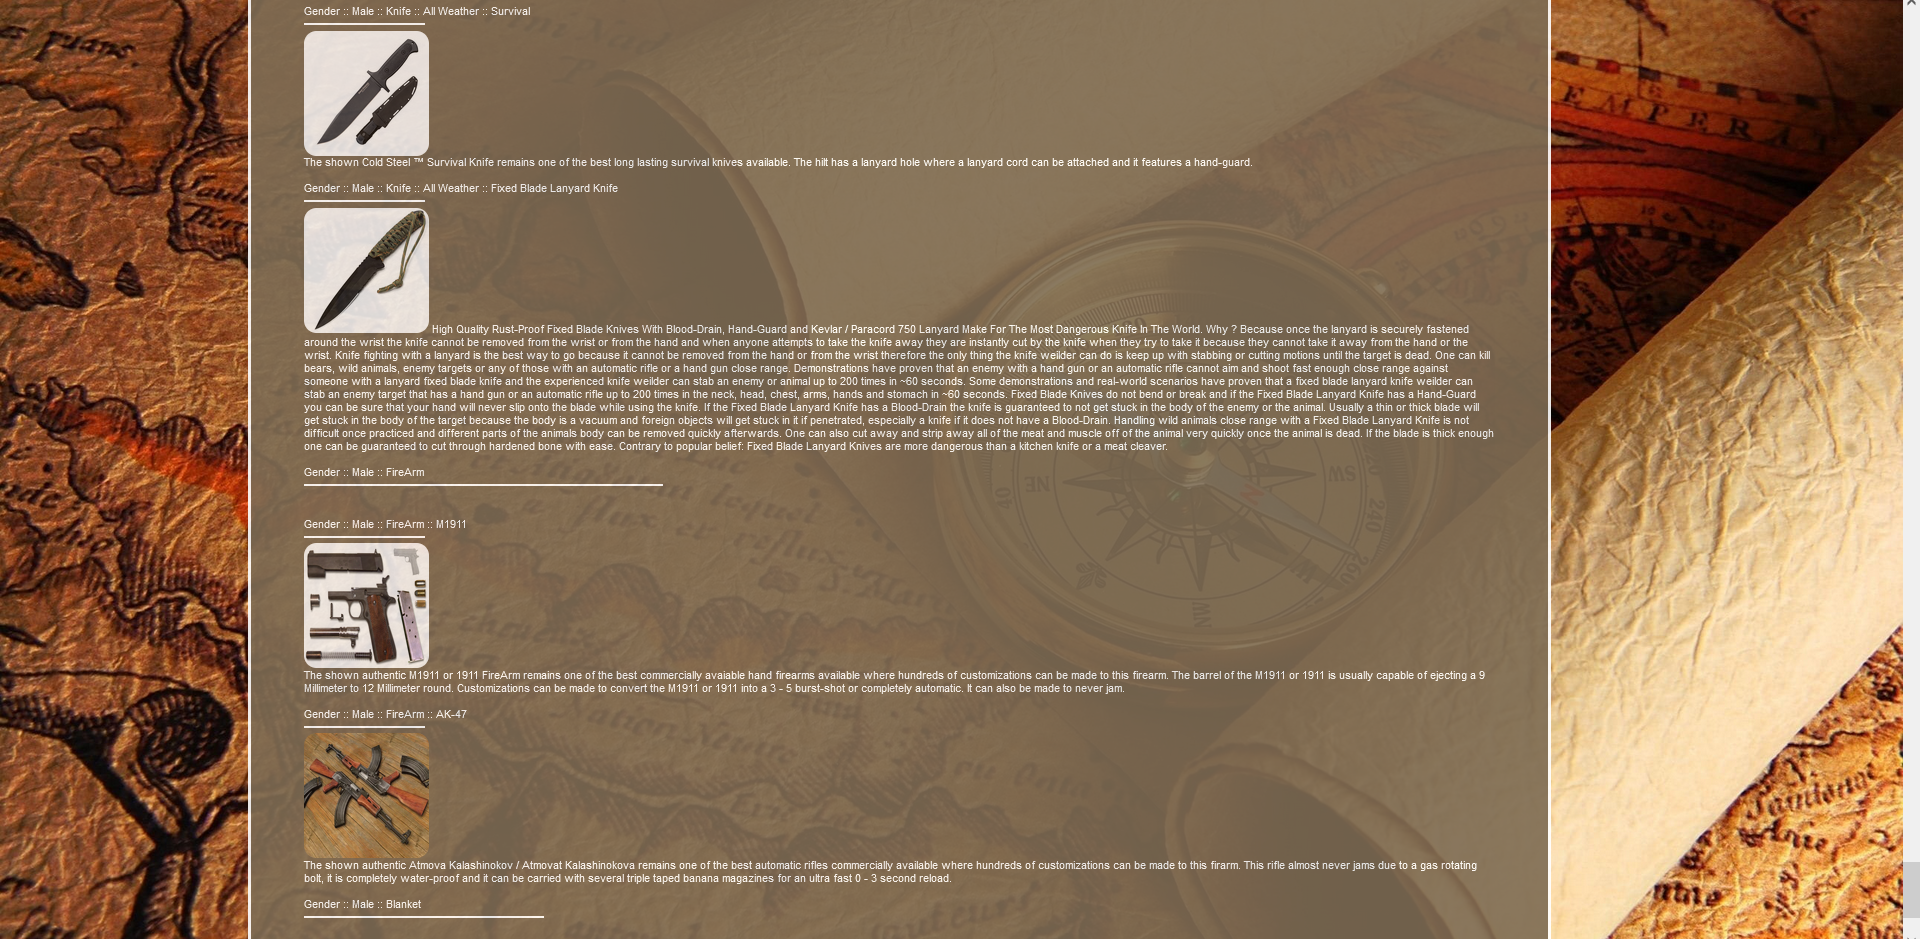 Gender :: Male :: Knife :: All Weather :: Survival
The shown Cold Steel ™ Survival Knife remains one of the best long lasting survival knives available. The hilt has a lanyard hole where a lanyard cord can be attached and it features a hand-guard.
Gender :: Male :: Knife :: All Weather :: Fixed Blade Lanyard Knife
High Quality Rust-Proof Fixed Blade Knives With Blood-Drain, Hand-Guard and Kevlar / Paracord 750 Lanyard Make For The Most Dangerous Knife In The World. Why ? Because once the lanyard is securely fastened
around the wrist the knife cannot be removed from the wrist or from the hand and when anyone attempts to take the knife away they are instantly cut by the knife when they try to take it because they cannot take it away from the hand or the
wrist. Knife fighting with a lanyard is the best way to go because it cannot be removed from the hand or from the wrist therefore the only thing the knife weilder can do is keep up with stabbing or cutting motions until the target is dead. One can kill
bears, wild animals, enemy targets or any of those with an automatic rifle or a hand gun close range. Demonstrations have proven that an enemy with a hand gun or an automatic rifle cannot aim and shoot fast enough close range against
someone with a lanyard fixed blade knife and the experienced knife weilder can stab an enemy or animal up to 200 times in ~60 seconds. Some demonstrations and real-world scenarios have proven that a fixed blade lanyard knife weilder can
stab an enemy target that has a hand gun or an automatic rifle up to 200 times in the neck, head, chest, arms, hands and stomach in ~60 seconds. Fixed Blade Knives do not bend or break and if the Fixed Blade Lanyard Knife has a Hand-Guard
you can be sure that your hand will never slip onto the blade while using the knife. If the Fixed Blade Lanyard Knife has a Blood-Drain the knife is guaranteed to not get stuck in the body of the enemy or the animal. Usually a thin or thick blade will
get stuck in the body of the target because the body is a vacuum and foreign objects will get stuck in it if penetrated, especially a knife if it does not have a Blood-Drain. Handling wild animals close range with a Fixed Blade Lanyard Knife is not
difficult once practiced and different parts of the animals body can be removed quickly afterwards. One can also cut away and strip away all of the meat and muscle off of the animal very quickly once the animal is dead. If the blade is thick enough
one can be guaranteed to cut through hardened bone with ease. Contrary to popular belief: Fixed Blade Lanyard Knives are more dangerous than a kitchen knife or a meat cleaver.
Gender :: Male :: FireArm
Gender :: Male :: FireArm :: M1911
The shown authentic M1911 or 1911 FireArm remains one of the best commercially avaiable hand firearms available where hundreds of customizations can be made to this firearm. The barrel of the M1911 or 1911 is usually capable of ejecting a 9
Millimeter to 12 Millimeter round. Customizations can be made to convert the M1911 or 1911 into a 3 - 5 burst-shot or completely automatic. It can also be made to never jam.
Gender :: Male :: FireArm :: AK-47
The shown authentic Atmova Kalashinokov / Atmovat Kalashinokova remains one of the best automatic rifles commercially available where hundreds of customizations can be made to this firarm. This rifle almost never jams due to a gas rotating
bolt, it is completely water-proof and it can be carried with several triple taped banana magazines for an ultra fast 0 - 3 second reload.
Gender :: Male :: Blanket
TEMPERA
NE
SW
NW
40
240
260